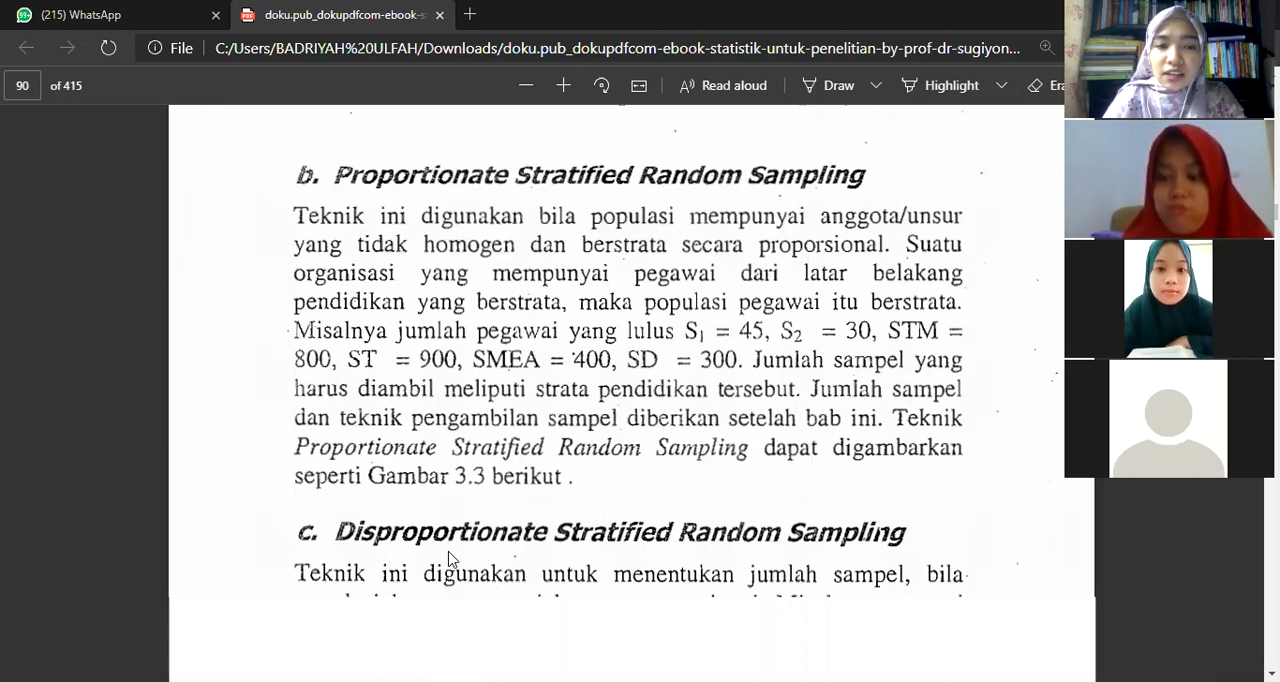 (215) WhatsApp
doku.pub_dokupdfcom-ebook-s
File
C:/Users/BADRIYAH%20ULFAH/Downloads/doku.pub_dokupdfcom-ebook-statistik-untuk-penelitian-by-prof-dr-sugiyon...
90 of 415
Read aloud
Draw
Highlight
Era
b. Proportionate Stratified Random Sampling
Teknik ini digunakan bila populasi mempunyai anggota/unsur
yang tidak homogen dan berstrata secara proporsional. Suatu
organisasi yang mempunyai pegawai dari latar belakang
pendidikan yang berstrata, maka populasi pegawai itu berstrata.
Misalnya jumlah pegawai yang lulus S₁ = 45, S₂ = 30, STM =
800, ST = 900, SMEA = 400, SD = 300. Jumlah sampel yang
harus diambil meliputi strata pendidikan tersebut. Jumlah sampel
dan teknik pengambilan sampel diberikan setelah bab ini. Teknik
Proportionate Stratified Random Sampling dapat digambarkan
seperti Gambar 3.3 berikut .
c. Disproportionate Stratified Random Sampling
Teknik ini digunakan untuk menentukan jumlah sampel, bila